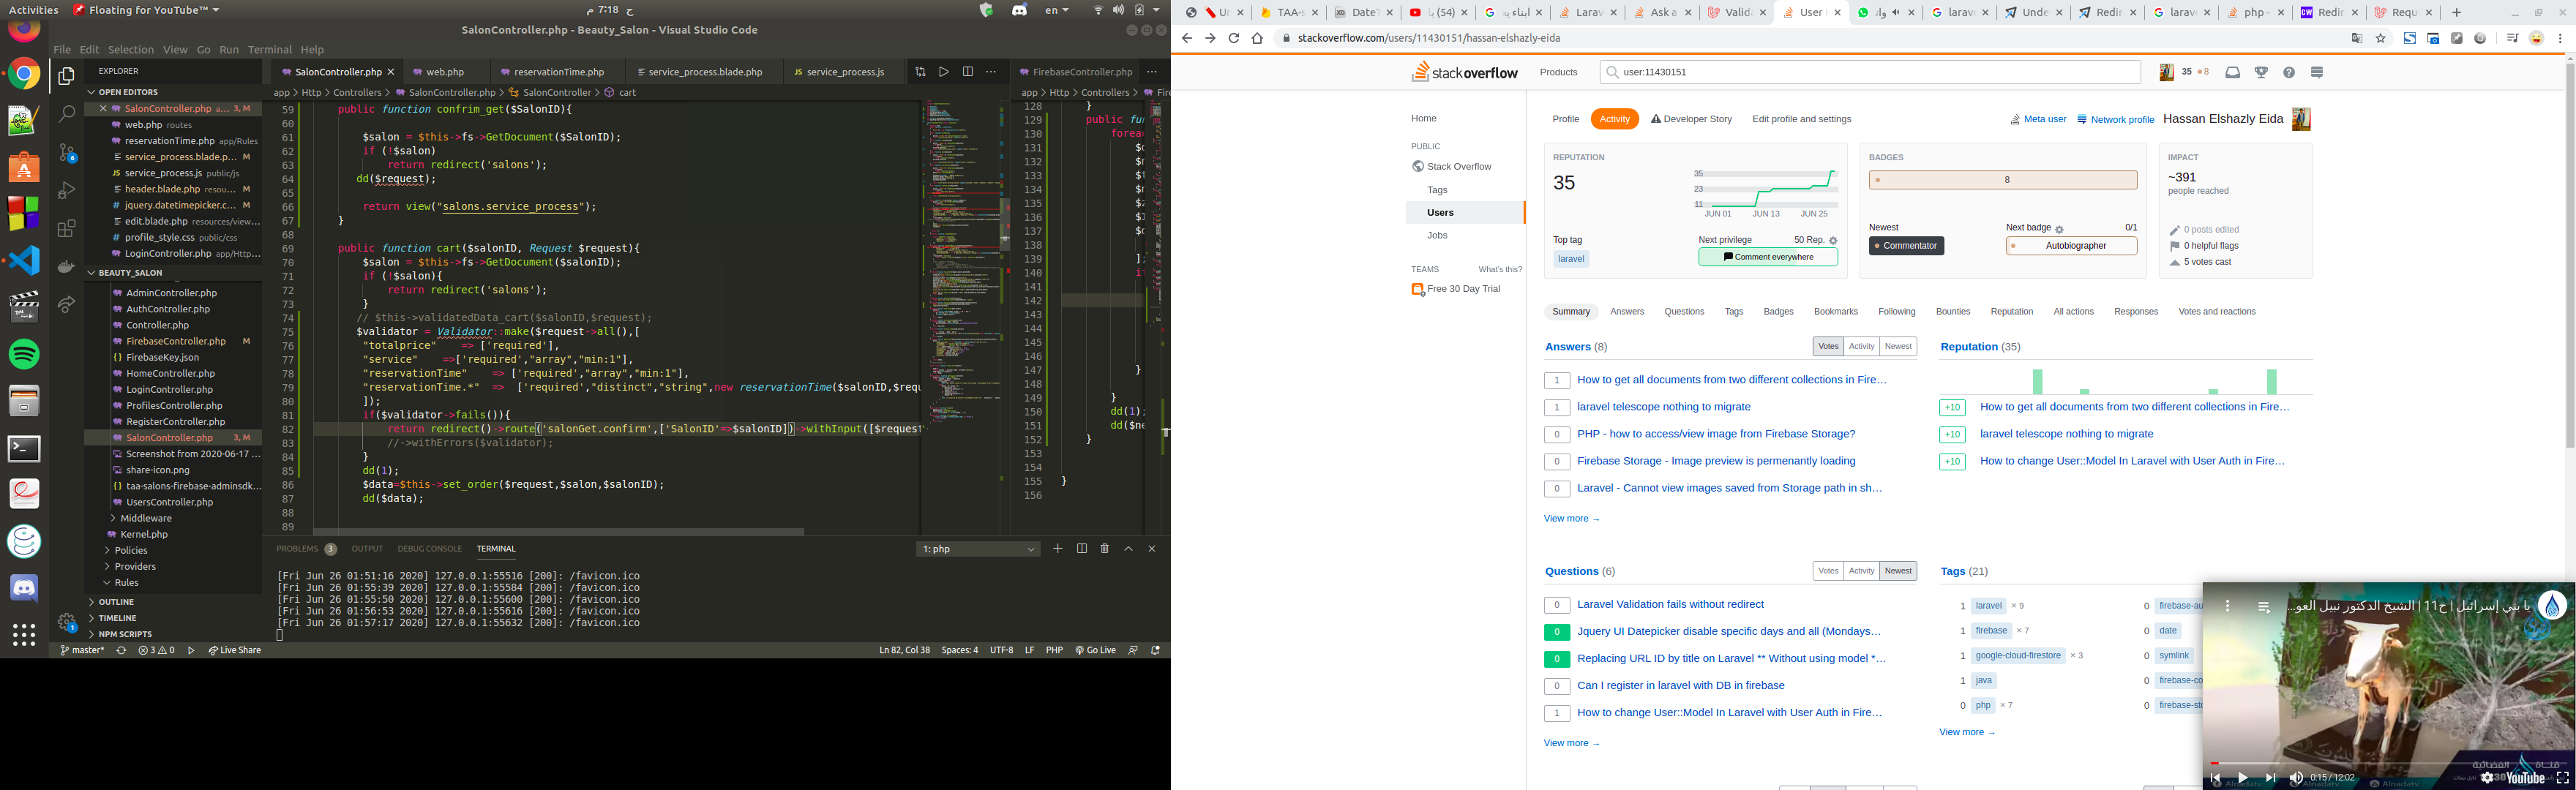 Activities
Floating for YouTube™
7:18 م
en
SalonController.php - Beauty_Salon - Visual Studio Code
File Edit Selection View Go Run Terminal Help
EXPLORER
OPEN EDITORS
SalonController.php a... 3, M
web.php routes
reservationTime.php app/Rules
service_process.blade.p... M
service_process.js public/js
header.blade.php resou... M
jquery.datetimepicker.c... M
edit.blade.php resources/view...
profile_style.css public/css
LoginController.php app/Http...
BEAUTY_SALON
AdminController.php
AuthController.php
Controller.php
FirebaseController.php M
FirebaseKey.json
HomeController.php
LoginController.php
ProfilesController.php
RegisterController.php
SalonController.php 3, M
Screenshot from 2020-06-17 ...
share-icon.png
taa-salons-firebase-adminsdk...
UsersController.php
Middleware
Kernel.php
Policies
Providers
Rules
OUTLINE
TIMELINE
NPM SCRIPTS
SalonController.php web.php reservationTime.php service_process.blade.php service_process.js
app > Http > Controllers > SalonController.php > SalonController > cart
59 public function confrim_get($SalonID){
60
61 $salon = $this->fs->GetDocument($SalonID);
62 if (!$salon)
63 return redirect('salons');
64 dd($request);
65
66 return view("salons.service_process");
67 }
68
69 public function cart($salonID, Request $request){
70 $salon = $this->fs->GetDocument($salonID);
71 if (!$salon){
72 return redirect('salons');
73 }
74 // $this->validatedData_cart($salonID,$request);
75 $validator = Validator::make($request->all(),[
76 "totalprice" => ['required'],
77 "service" =>['required","array","min:1"],
78 "reservationTime" => ['required","array","min:1"],
79 "reservationTime.*" => ['required","distinct","string",new reservationTime($salonID,$requ
80 ]);
81 if($validator->fails()){
82 return redirect()->route('salonGet.confirm',['SalonID'=>$salonID])->withInput([$request
83 //->withErrors($validator);
84 }
85 dd(1);
86 $data=$this->set_order($request,$salon,$salonID);
87 dd($data);
88
89
FirebaseController.php
app > Http > Controllers > Fire
128 }
129 public fun
130 foreac
131
132
133
134
135
136
137
138
139 ];
140 if
141
142
143
144
145
146
147 }
148
149 }
150 dd(1);
151 dd($ne
152 }
153
154
155 }
156
PROBLEMS 3 OUTPUT DEBUG CONSOLE TERMINAL 1: php
[Fri Jun 26 01:51:16 2020] 127.0.0.1:55516 [200]: /favicon.ico
[Fri Jun 26 01:55:39 2020] 127.0.0.1:55584 [200]: /favicon.ico
[Fri Jun 26 01:55:50 2020] 127.0.0.1:55600 [200]: /favicon.ico
[Fri Jun 26 01:56:53 2020] 127.0.0.1:55616 [200]: /favicon.ico
[Fri Jun 26 01:57:17 2020] 127.0.0.1:55632 [200]: /favicon.ico
master* 3 0 Live Share Ln 82, Col 38 Spaces: 4 UTF-8 LF PHP Go Live
TAA-s DateT (54) Larav Ask a Valid User laravel Unde Redir larave php - Redir Requ
stackoverflow.com/users/11430151/hassan-elshazly-eida
stackoverflow Products user:11430151 35 8
Home
PUBLIC
Stack Overflow
Tags
Users
Jobs
TEAMS What's this?
Free 30 Day Trial
Profile Activity Developer Story Edit profile and settings
Meta user Network profile Hassan Elshazly Eida
REPUTATION
35
35
23
11
JUN 01 JUN 13 JUN 25
Top tag
laravel
Next privilege 50 Rep.
Comment everywhere
BADGES
8
Newest
Commentator
Next badge 0/1
Autobiographer
IMPACT
~391
people reached
0 posts edited
0 helpful flags
5 votes cast
Summary Answers Questions Tags Badges Bookmarks Following Bounties Reputation All actions Responses Votes and reactions
Answers (8) Votes Activity Newest
1 How to get all documents from two different collections in Fire…
1 laravel telescope nothing to migrate
0 PHP - how to access/view image from Firebase Storage?
0 Firebase Storage - Image preview is permenantly loading
0 Laravel - Cannot view images saved from Storage path in sh…
View more →
Reputation (35)
+10 How to get all documents from two different collections in Fire…
+10 laravel telescope nothing to migrate
+10 How to change User::Model In Laravel with User Auth in Fire…
Questions (6) Votes Activity Newest
0 Laravel Validation fails without redirect
0 Jquery UI Datepicker disable specific days and all (Mondays…
0 Replacing URL ID by title on Laravel ** Without using model *…
0 Can I register in laravel with DB in firebase
1 How to change User::Model In Laravel with User Auth in Fire…
View more →
Tags (21)
1 laravel × 9
1 firebase × 7
1 google-cloud-firestore × 3
1 java
0 php × 7
0 firebase-au
0 date
0 symlink
0 firebase-co
0 firebase-sto
View more →
يا بني إسرائيل | ح11 | الشيخ الدكتور نبيل العو...
0:15 / 12:02
YouTube